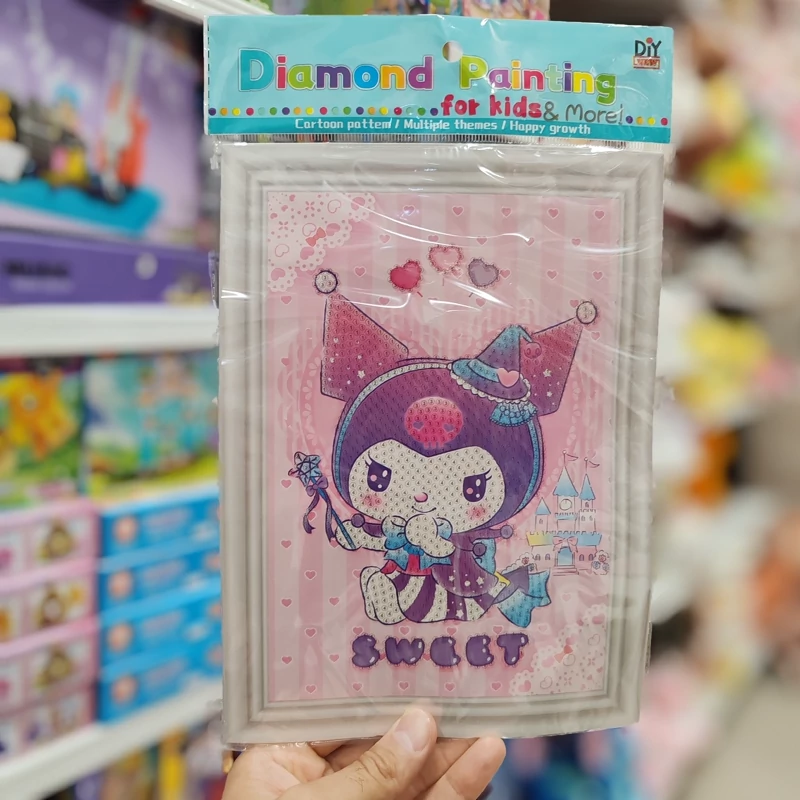 Diamond Painting
DiY
for kids & More!
Cartoon pattern / Multiple themes / Happy growth
SWEET